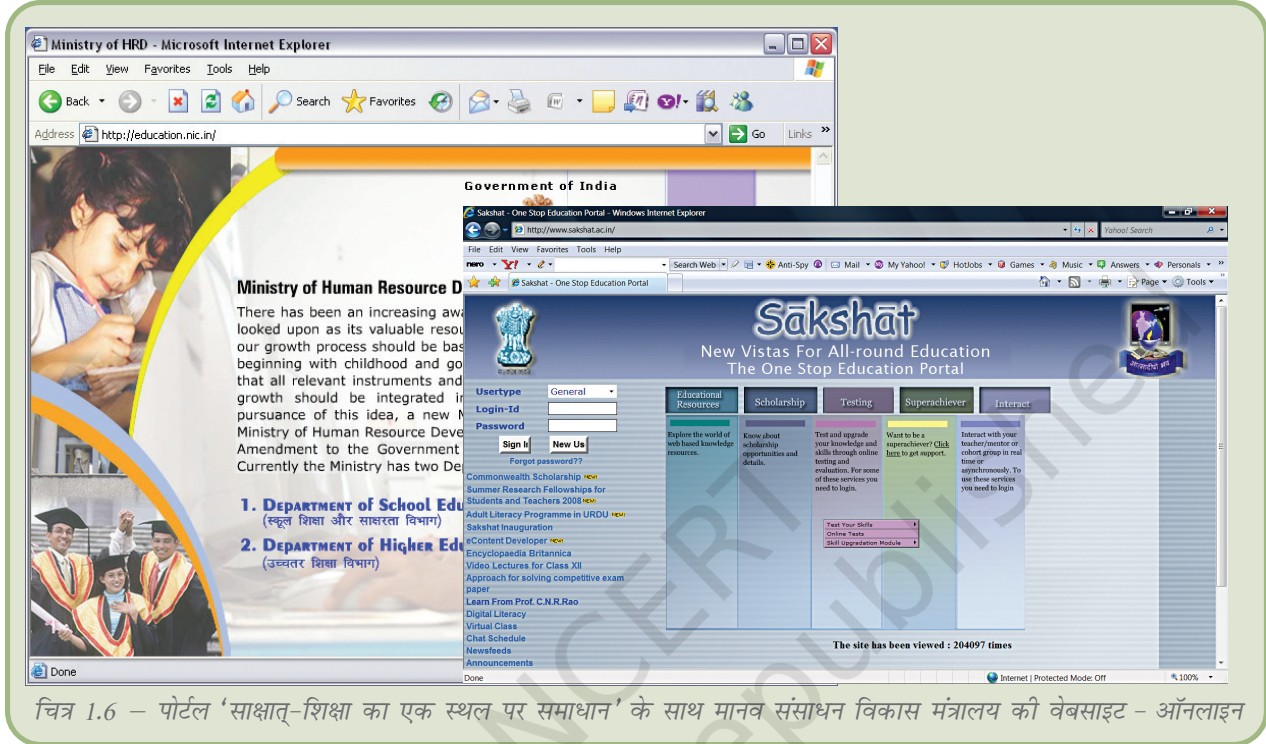 Ministry of HRD - Microsoft Internet Explorer
File Edit View Favorites Tools Help
Back Search Favorites
Address http://education.nic.in/ Go Links »
Government of India
Ministry of Human Resource D
There has been an increasing awa
looked upon as its valuable resou
our growth process should be bas
beginning with childhood and go
that all relevant instruments and
growth should be integrated in
pursuance of this idea, a new M
Ministry of Human Resource Deve
Amendment to the Government
Currently the Ministry has two De
1. Department of School Edu
(स्कूल शिक्षा और साक्षरता विभाग)
2. Department of Higher Edu
(उच्चतर शिक्षा विभाग)
Done
Sakshat - One Stop Education Portal - Windows Internet Explorer
http://www.sakshat.ac.in/ Yahoo! Search
File Edit View Favorites Tools Help
nero Y! Search Web Anti-Spy Mail My Yahoo! HotJobs Games Music Answers Personals »
Sakshat - One Stop Education Portal Page Tools »
Sākshāt
New Vistas For All-round Education
The One Stop Education Portal
Usertype General
Login-Id
Password
Sign In New Us
Forgot password??
Commonwealth Scholarship NEW!
Summer Research Fellowships for
Students and Teachers 2008 NEW!
Adult Literacy Programme in URDU NEW!
Sakshat Inauguration
eContent Developer NEW!
Encyclopaedia Britannica
Video Lectures for Class XII
Approach for solving competitive exam
paper
Learn From Prof. C.N.R.Rao
Digital Literacy
Virtual Class
Chat Schedule
Newsfeeds
Announcements
Educational
Resources
Explore the world of
web based knowledge
resources.
Scholarship
Know about
scholarship
opportunities and
details.
Testing
Test and upgrade
your knowledge and
skills through online
testing and
evaluation. For some
of these services you
need to login.
Test Your Skills
Online Tests
Skill Upgradation Module
Superachiever
Want to be a
superachiever? Click
here to get support.
Interact
Interact with your
teacher/mentor or
cohort group in real
time or
asynchronously. To
use these services
you need to login
The site has been viewed : 204097 times
Done Internet | Protected Mode: Off 100%
चित्र 1.6 – पोर्टल ‘साक्षात्-शिक्षा का एक स्थल पर समाधान’ के साथ मानव संसाधन विकास मंत्रालय की वेबसाइट – ऑनलाइन